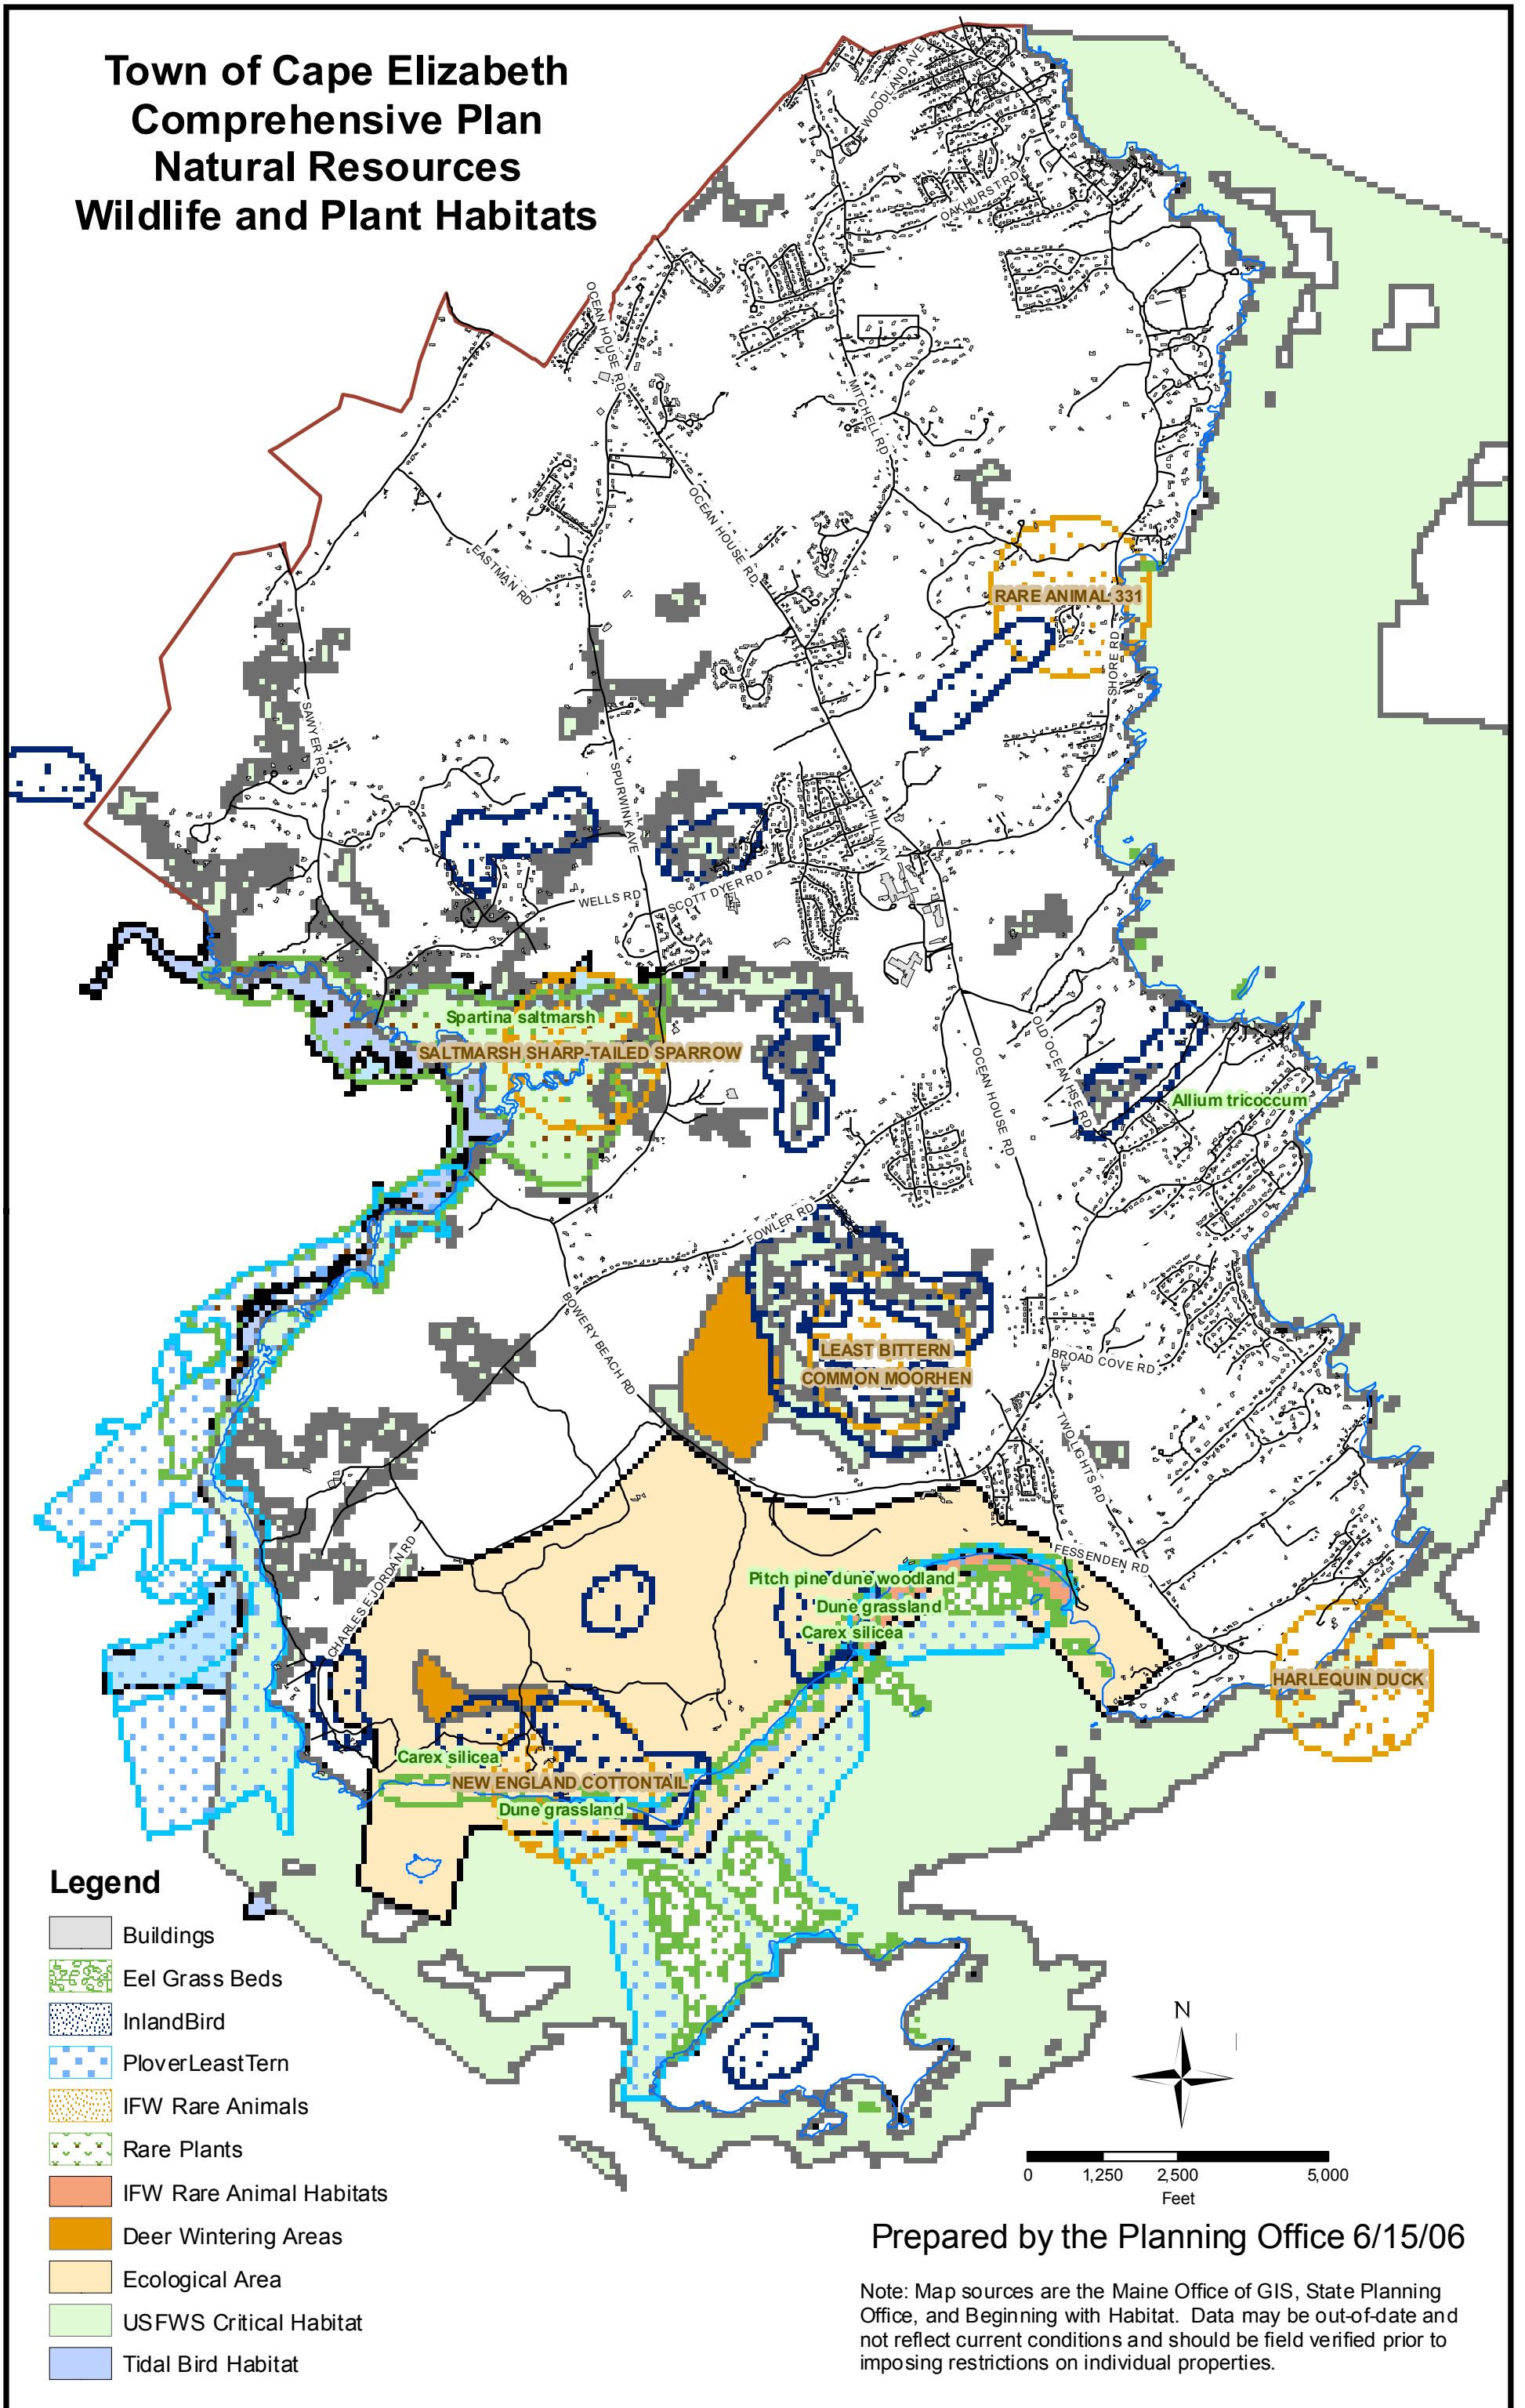 Town of Cape Elizabeth
Comprehensive Plan
Natural Resources
Wildlife and Plant Habitats
WOODLAND AVE
OAKHURST RD
OCEAN HOUSE RD
MITCHELL RD
OCEAN HOUSE RD
EASTMAN RD
RARE ANIMAL 331
SHORE RD
SAWYER RD
SPURWINK AVE
HILL WAY
WELLS RD
SCOTT DYER RD
Spartina saltmarsh
SALTMARSH SHARP-TAILED SPARROW
OCEAN HOUSE RD
OLD OCEAN HSE RD
Allium tricoccum
FOWLER RD
BOWERY BEACH RD
LEAST BITTERN
COMMON MOORHEN
BROAD COVE RD
TWO LIGHTS RD
CHARLES E JORDAN RD
FESSENDEN RD
Pitch pine dune woodland
Dune grassland
Carex silicea
HARLEQUIN DUCK
Carex silicea
NEW ENGLAND COTTONTAIL
Dune grassland
Legend
Buildings
Eel Grass Beds
InlandBird
PloverLeastTern
IFW Rare Animals
Rare Plants
IFW Rare Animal Habitats
Deer Wintering Areas
Ecological Area
USFWS Critical Habitat
Tidal Bird Habitat
N
0 1,250 2,500 5,000
Feet
Prepared by the Planning Office 6/15/06
Note: Map sources are the Maine Office of GIS, State Planning
Office, and Beginning with Habitat. Data may be out-of-date and
not reflect current conditions and should be field verified prior to
imposing restrictions on individual properties.